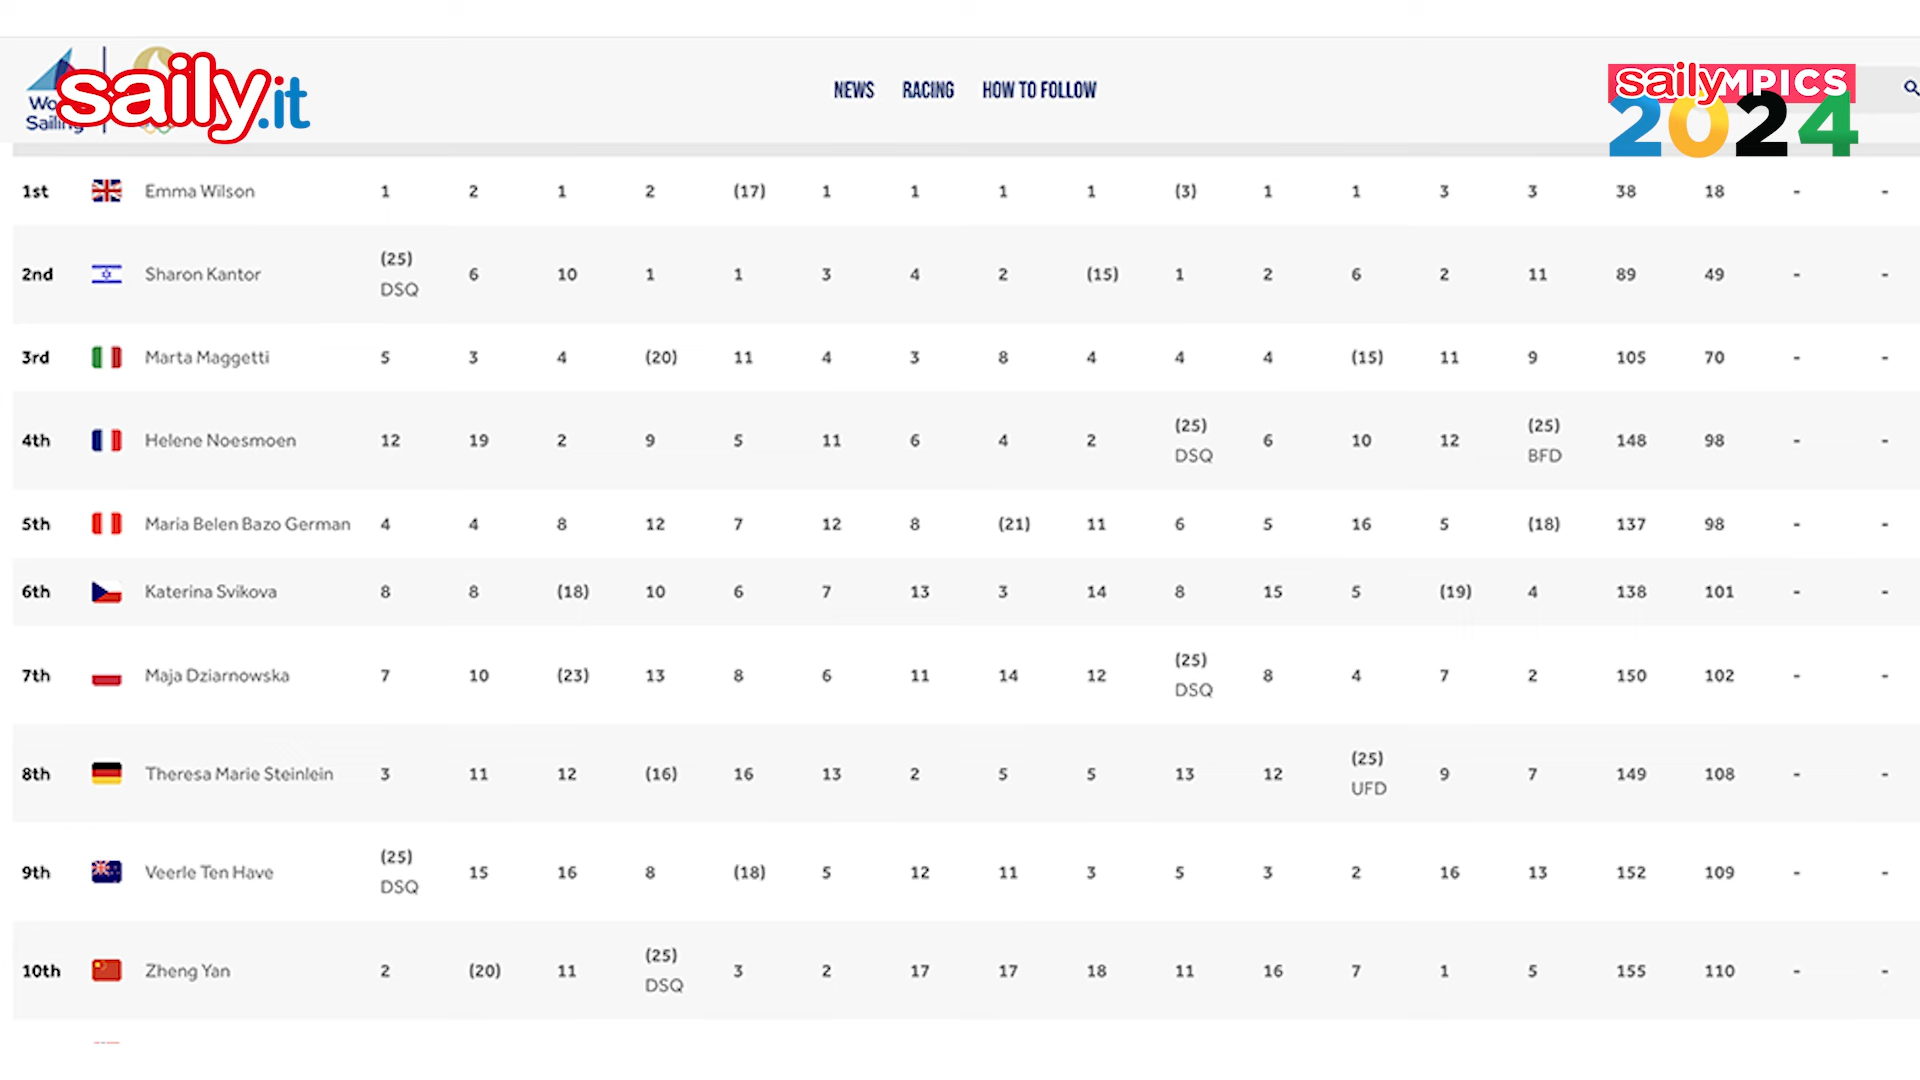 World
Sailing
saily.it
NEWS RACING HOW TO FOLLOW
sailyMPICS
2024
1st Emma Wilson 1 2 1 2 (17) 1 1 1 1 (3) 1 1 3 3 38 18 - -
2nd Sharon Kantor (25) DSQ 6 10 1 1 3 4 2 (15) 1 2 6 2 11 89 49 - -
3rd Marta Maggetti 5 3 4 (20) 11 4 3 8 4 4 4 (15) 11 9 105 70 - -
4th Helene Noesmoen 12 19 2 9 5 11 6 4 2 (25) DSQ 6 10 12 (25) BFD 148 98 - -
5th Maria Belen Bazo German 4 4 8 12 7 12 8 (21) 11 6 5 16 5 (18) 137 98 - -
6th Katerina Svikova 8 8 (18) 10 6 7 13 3 14 8 15 5 (19) 4 138 101 - -
7th Maja Dziarnowska 7 10 (23) 13 8 6 11 14 12 (25) DSQ 8 4 7 2 150 102 - -
8th Theresa Marie Steinlein 3 11 12 (16) 16 13 2 5 5 13 12 (25) UFD 9 7 149 108 - -
9th Veerle Ten Have (25) DSQ 15 16 8 (18) 5 12 11 3 5 3 2 16 13 152 109 - -
10th Zheng Yan 2 (20) 11 (25) DSQ 3 2 17 17 18 11 16 7 1 5 155 110 - -